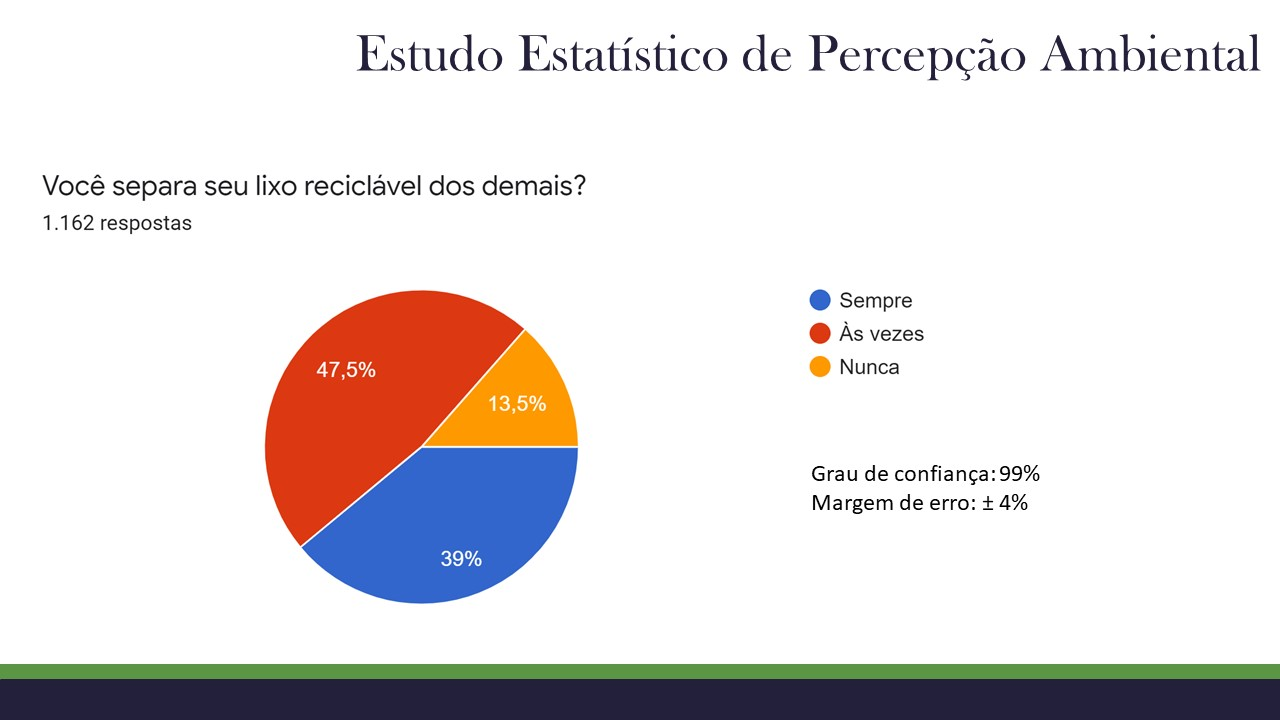 Estudo Estatístico de Percepção Ambiental
Você separa seu lixo reciclável dos demais?
1.162 respostas
47,5%
13,5%
39%
Sempre
Às vezes
Nunca
Grau de confiança: 99%
Margem de erro: ± 4%